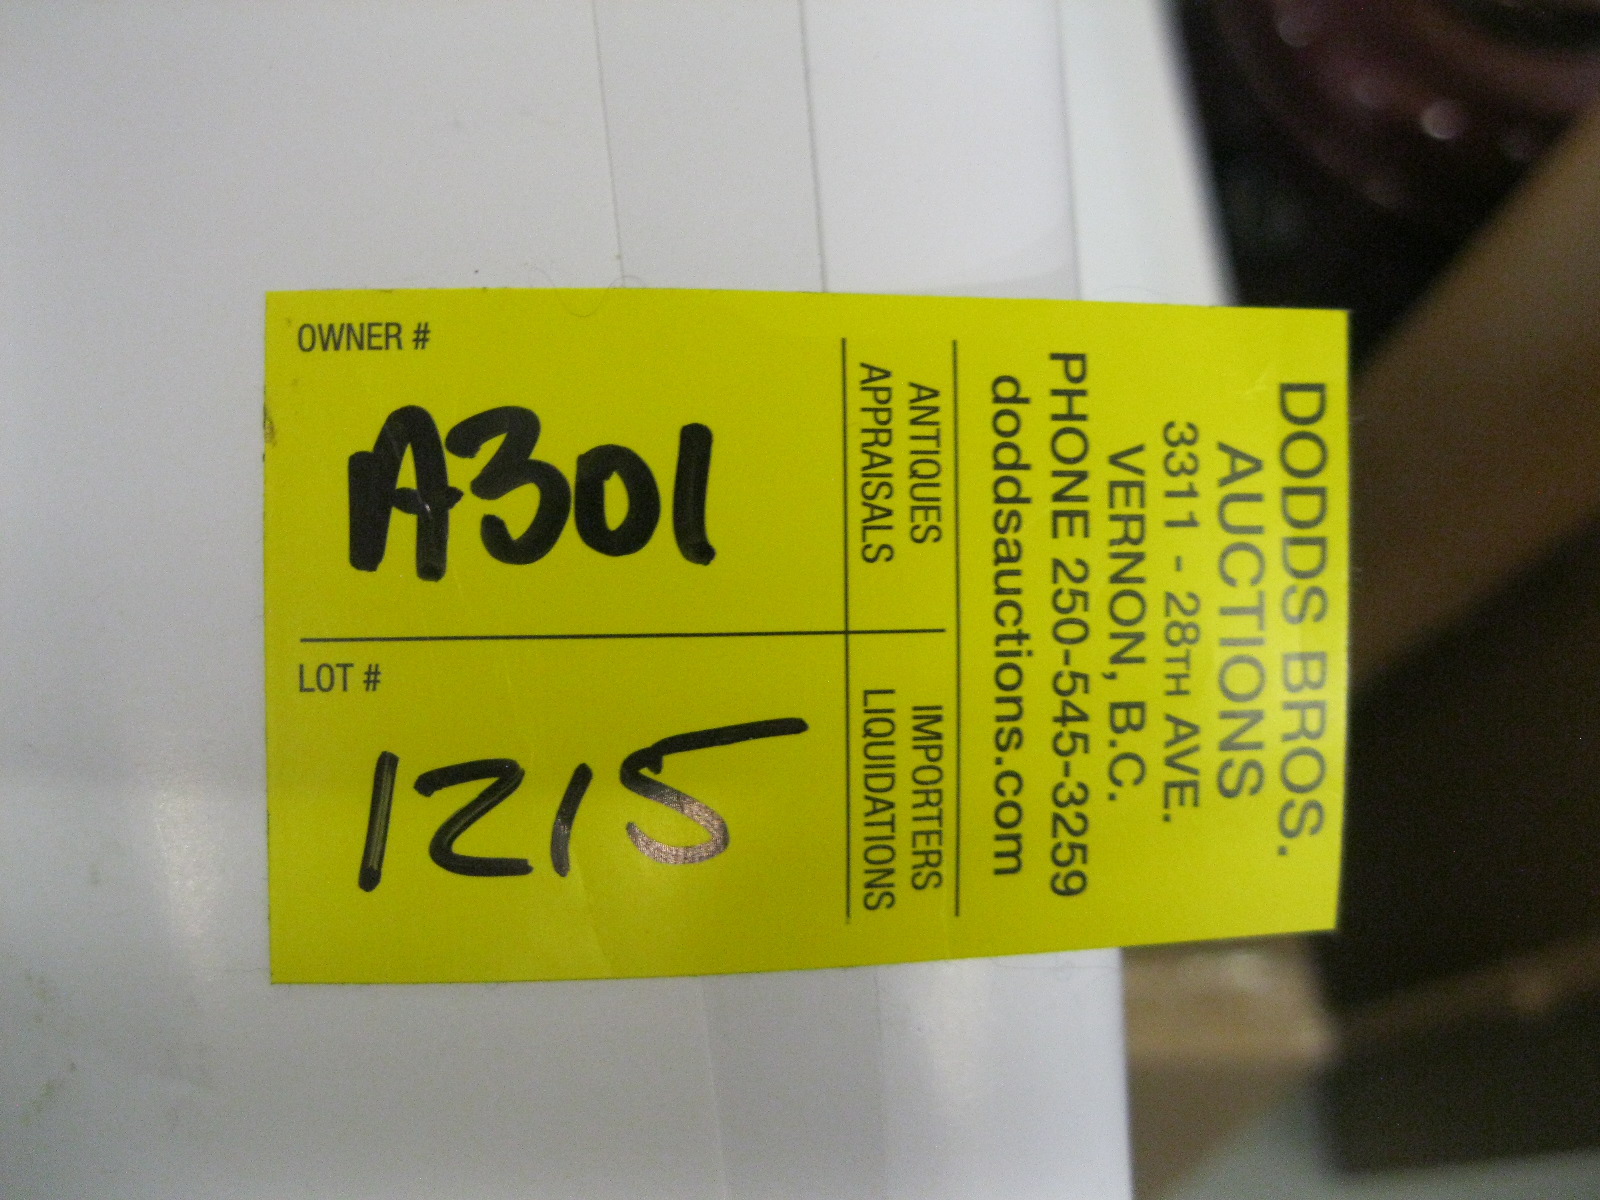 DODDS BROS.
AUCTIONS
3311 - 28TH AVE.
VERNON, B.C.
PHONE 250-545-3259
doddsauctions.com
ANTIQUES
APPRAISALS
IMPORTERS
LIQUIDATIONS
OWNER #
A301
LOT #
1215